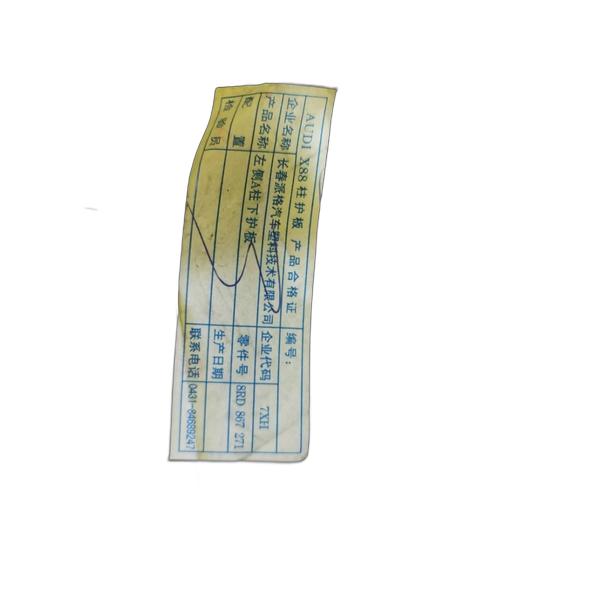 AUDI X88 柱护板 产品合格证 编号:
企业名称 长春派格汽车塑料技术有限公司 企业代码 7XH
产品名称 左侧A柱下护板 零件号 8RD 867 271
配置 生产日期
检验员 联系电话 0431-84689247